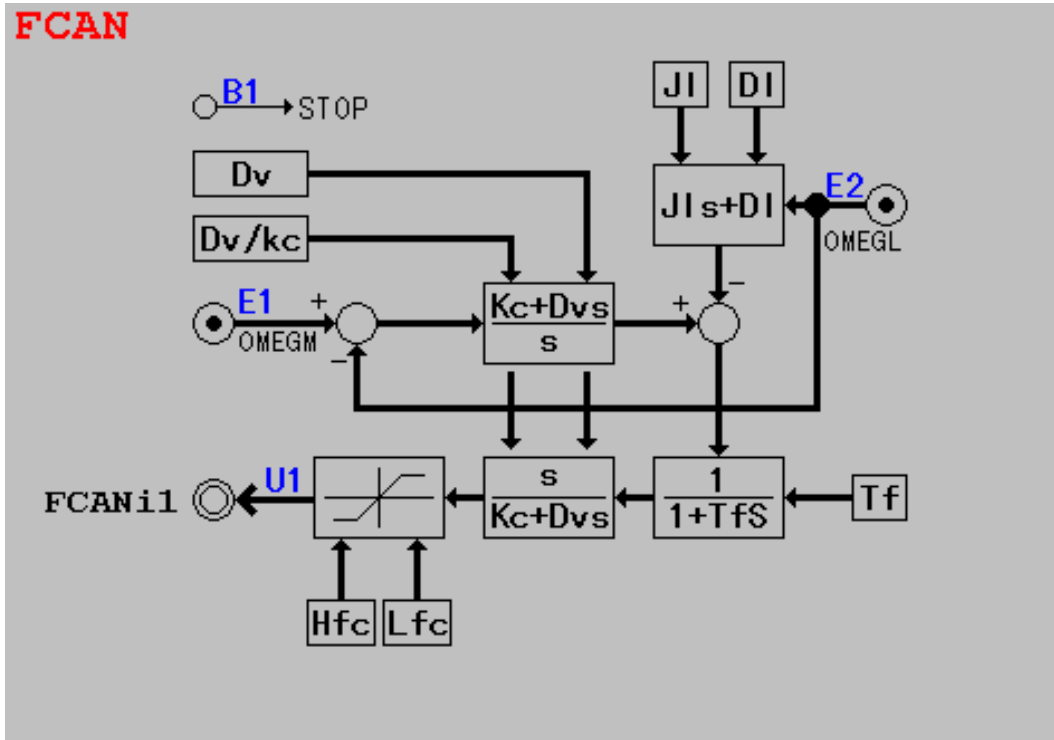 FCAN
B1
STOP
JI
DI
Dv
JIs+DI
E2
OMEGL
Dv/kc
E1
+
OMEGM
−
Kc+Dvs
s
+
−
FCANi1
U1
s
Kc+Dvs
1
1+TfS
Tf
Hfc
Lfc